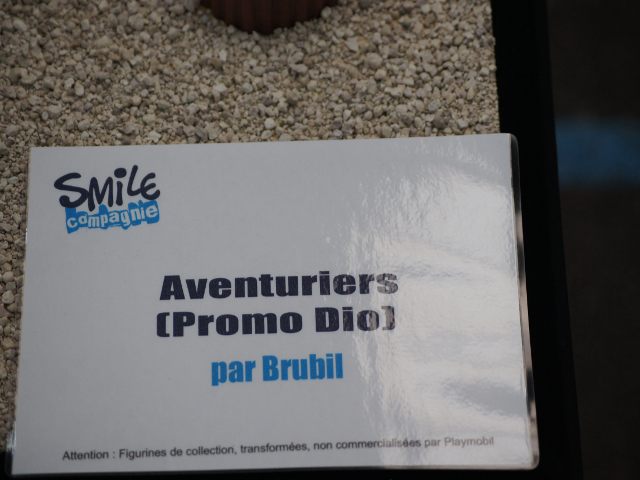 SMiLE
compagnie
Aventuriers
(Promo Dio)
par Brubil
Attention : Figurines de collection, transformées, non commercialisées par Playmobil